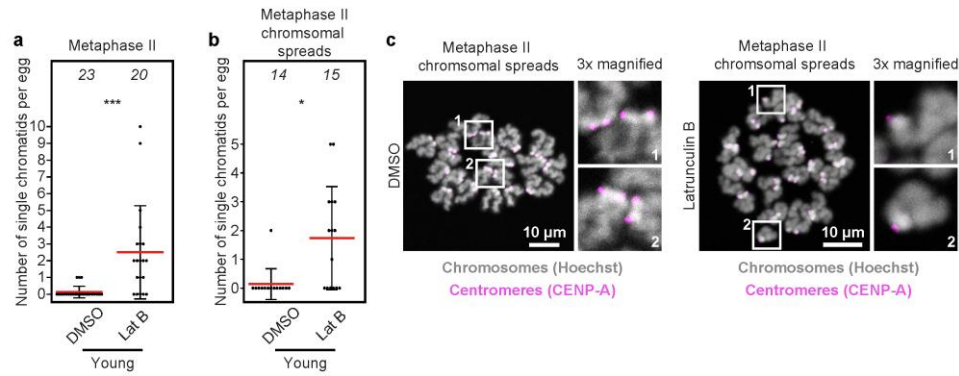 a
Metaphase II
23 20
***
Number of single chromatids per egg
10
9
8
7
6
5
4
3
2
1
0
DMSO
Lat B
Young
b
Metaphase II
chromsomal
spreads
14 15
*
Number of single chromatids per egg
5
4
3
2
1
0
DMSO
Lat B
Young
c
Metaphase II
chromsomal spreads
3x magnified
DMSO
1
2
10 µm
1
2
Chromosomes (Hoechst)
Centromeres (CENP-A)
Metaphase II
chromsomal spreads
3x magnified
Latrunculin B
1
2
10 µm
1
2
Chromosomes (Hoechst)
Centromeres (CENP-A)